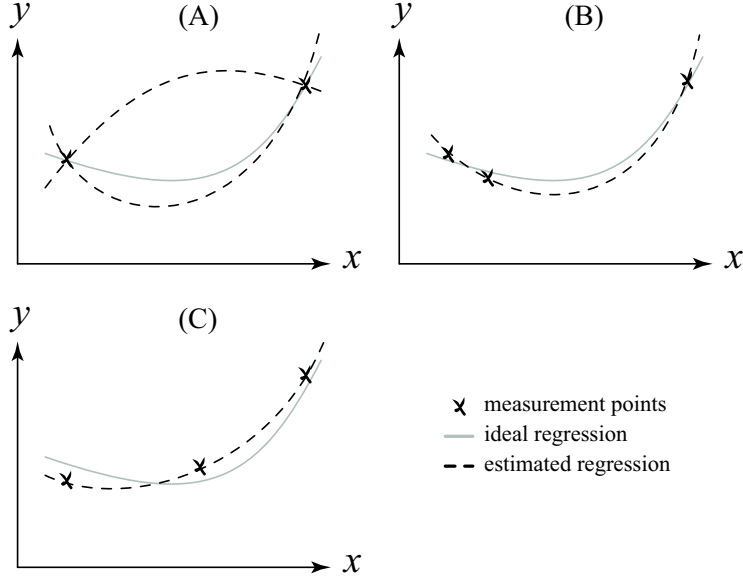 y
(A)
x
y
(B)
x
y
(C)
x
measurement points
ideal regression
estimated regression